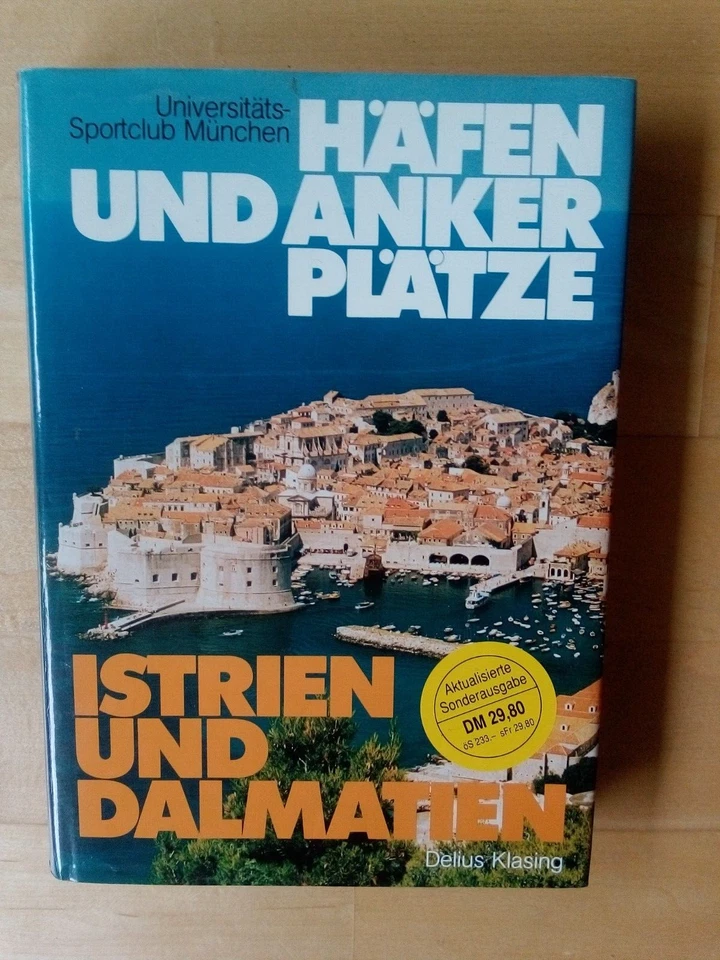 Universitäts-
Sportclub München
HÄFEN
UND ANKER
PLÄTZE
ISTRIEN
UND
DALMATIEN
Aktualisierte
Sonderausgabe
DM 29,80
öS 233,– sFr 29,80
Delius Klasing